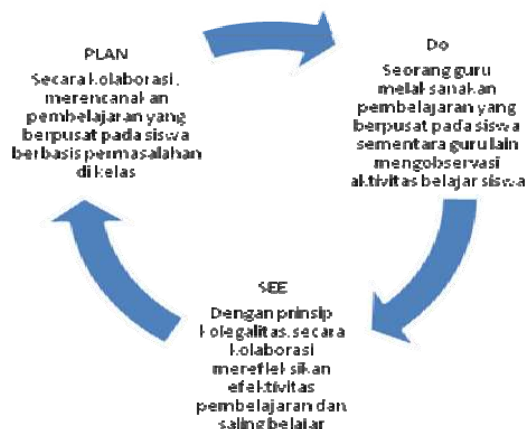 PLAN
Secara kolaborasi,
merencanakan
pembelajaran yang
berpusat pada siswa
berbasis permasalahan
di kelas
Do
Seorang guru
melaksanakan
pembelajaran yang
berpusat pada siswa
sementara guru lain
mengobservasi
aktivitas belajar siswa
SEE
Dengan prinsip
kolegalitas, secara
kolaborasi
merefleksikan
efektivitas
pembelajaran dan
saling belajar